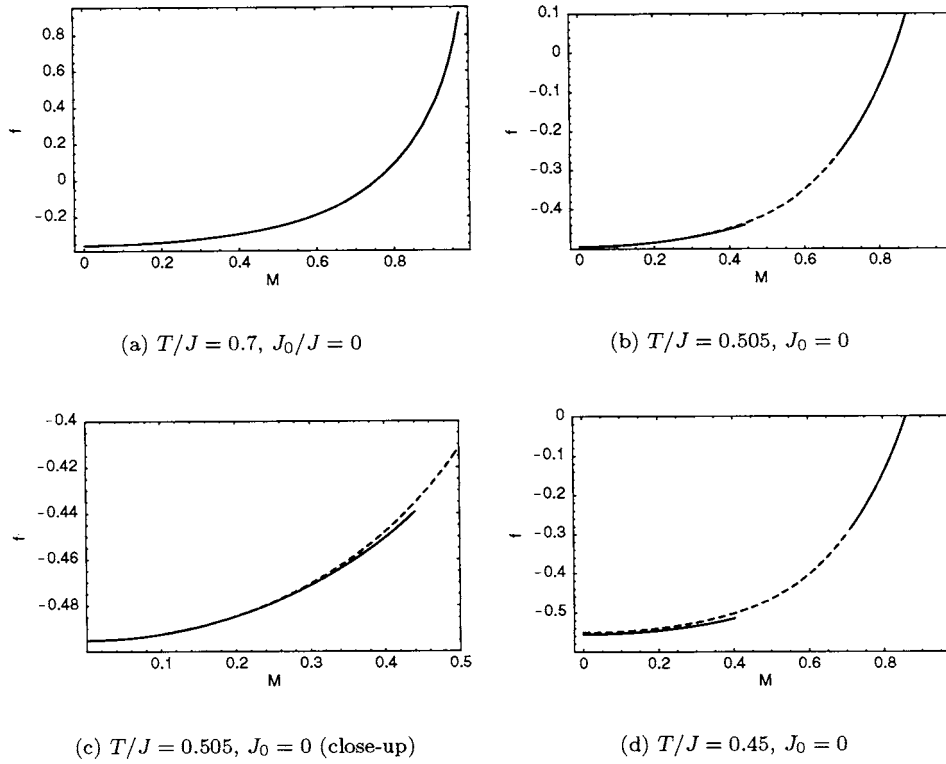 0.8
0.6
0.4
0.2
0
−0.2
f
0 0.2 0.4 0.6 0.8
M
(a) T/J = 0.7, J₀/J = 0
0.1
0
−0.1
−0.2
−0.3
−0.4
f
0 0.2 0.4 0.6 0.8
M
(b) T/J = 0.505, J₀ = 0
−0.4
−0.42
−0.44
−0.46
−0.48
f
0.1 0.2 0.3 0.4 0.5
M
(c) T/J = 0.505, J₀ = 0 (close-up)
0
−0.1
−0.2
−0.3
−0.4
−0.5
f
0 0.2 0.4 0.6 0.8
M
(d) T/J = 0.45, J₀ = 0